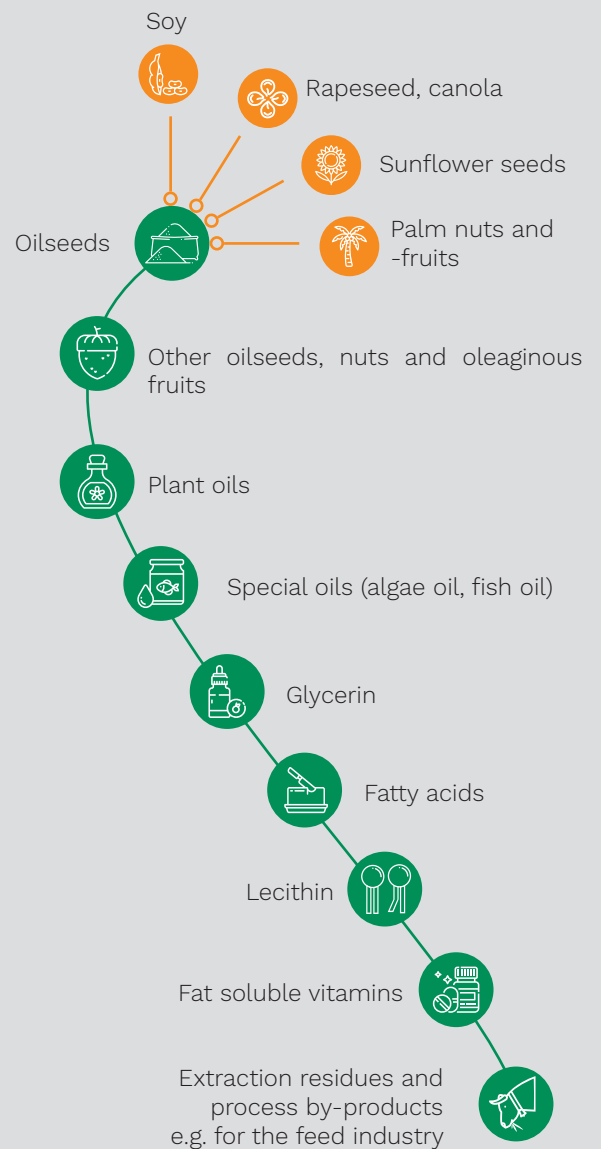 Soy
Rapeseed, canola
Sunflower seeds
Palm nuts and
-fruits
Oilseeds
Other oilseeds, nuts and oleaginous
fruits
Plant oils
Special oils (algae oil, fish oil)
Glycerin
Fatty acids
Lecithin
Fat soluble vitamins
Extraction residues and
process by-products
e.g. for the feed industry